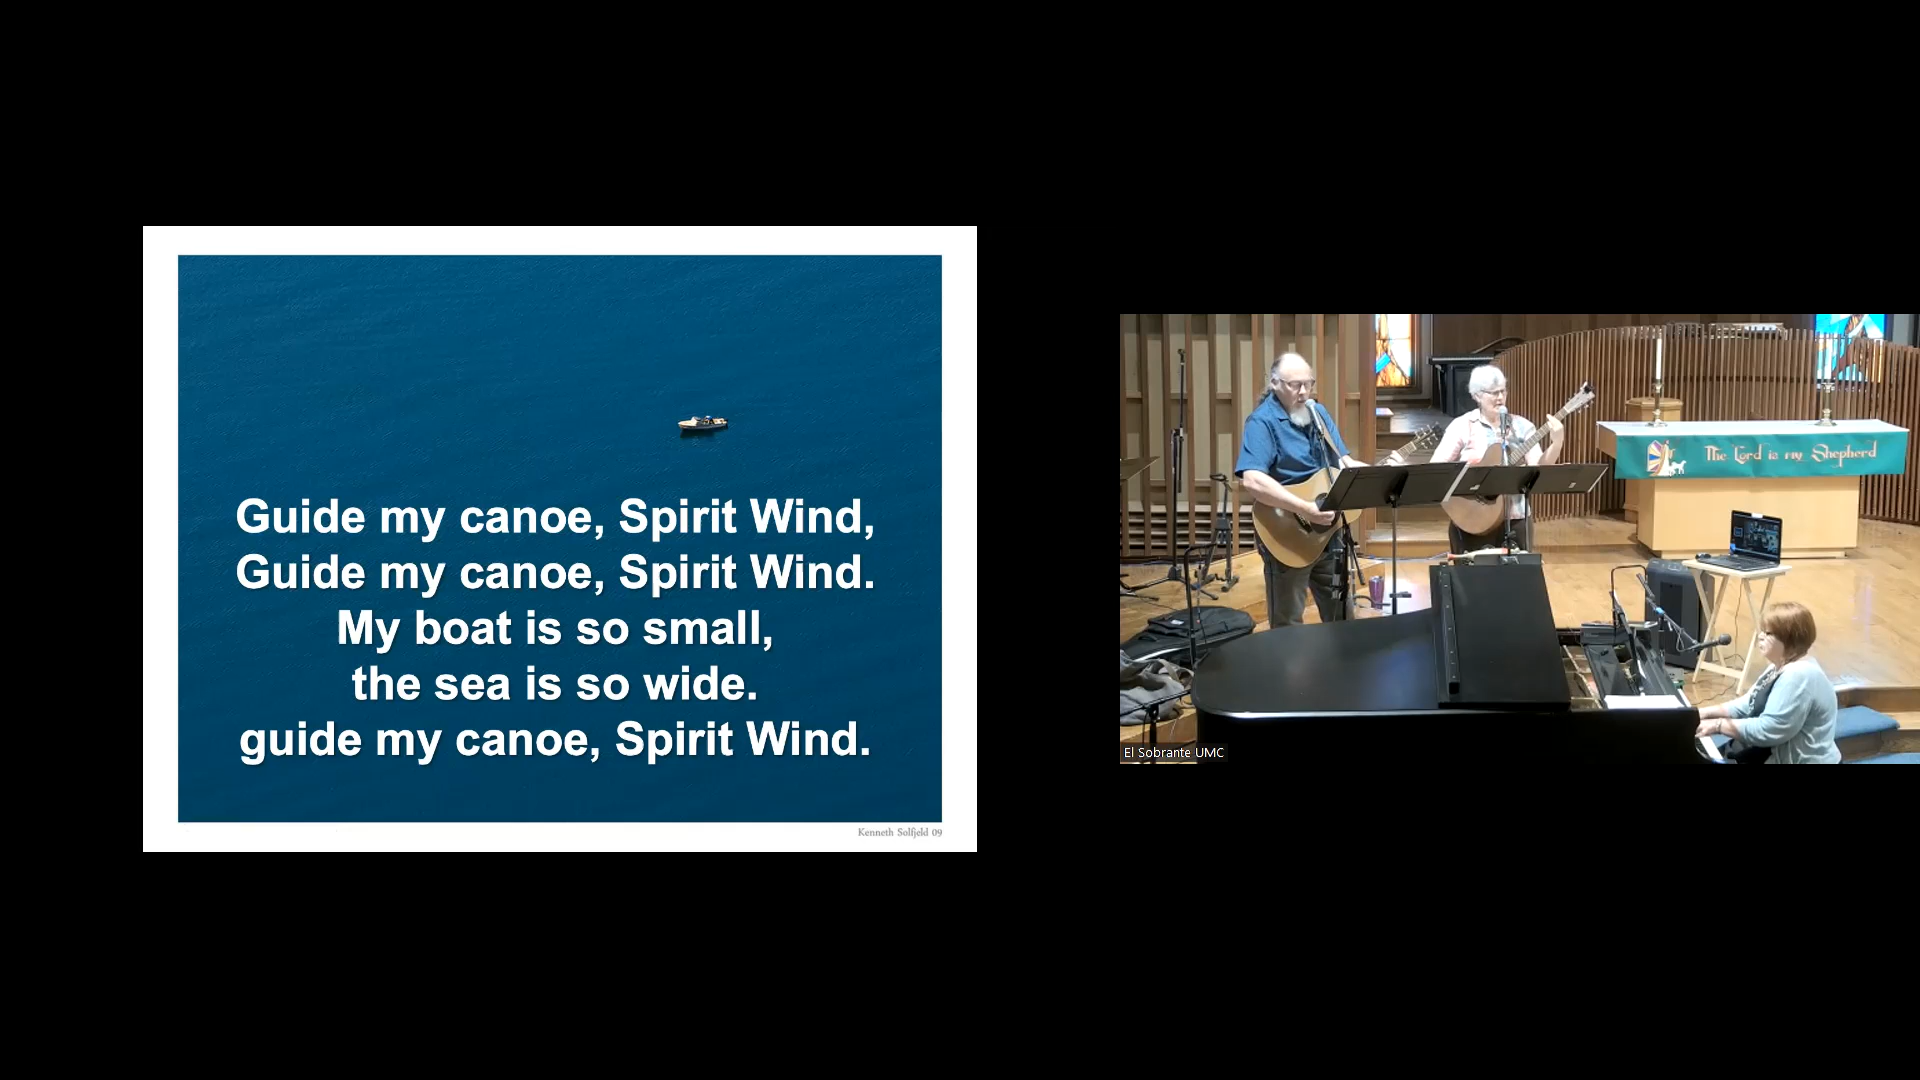 Guide my canoe, Spirit Wind,
Guide my canoe, Spirit Wind.
My boat is so small,
the sea is so wide.
guide my canoe, Spirit Wind.
Kenneth Solfjeld 09
The Lord is my Shepherd
El Sobrante UMC